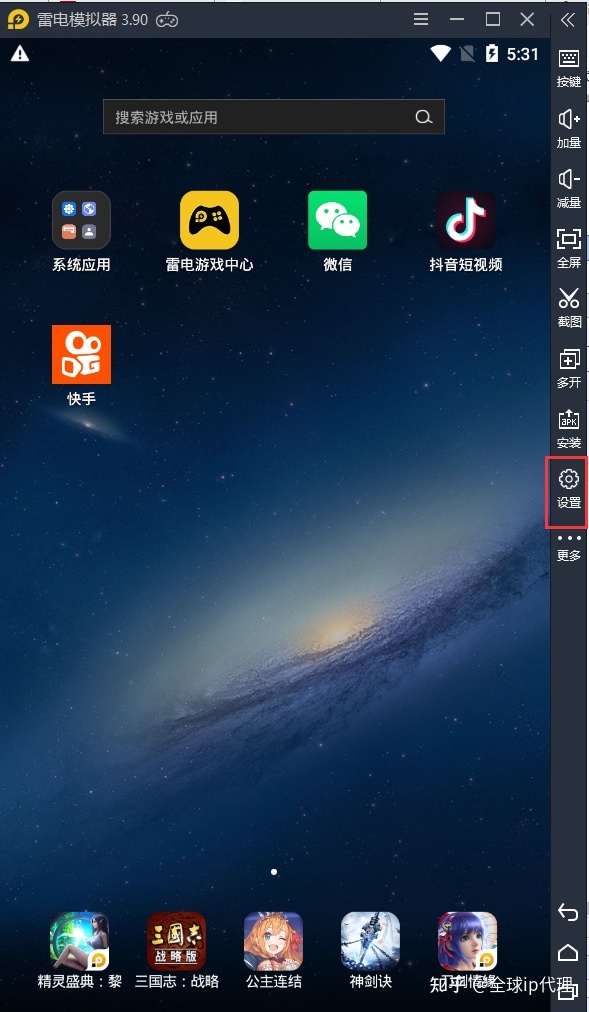 雷电模拟器 3.90
5:31
搜索游戏或应用
系统应用
雷电游戏中心
微信
抖音短视频
快手
按键
加量
减量
全屏
截图
多开
APK
安装
设置
更多
三國志
战略版
精灵盛典：黎
三国志：战略
公主连结
神剑诀
知乎 @全球ip代理